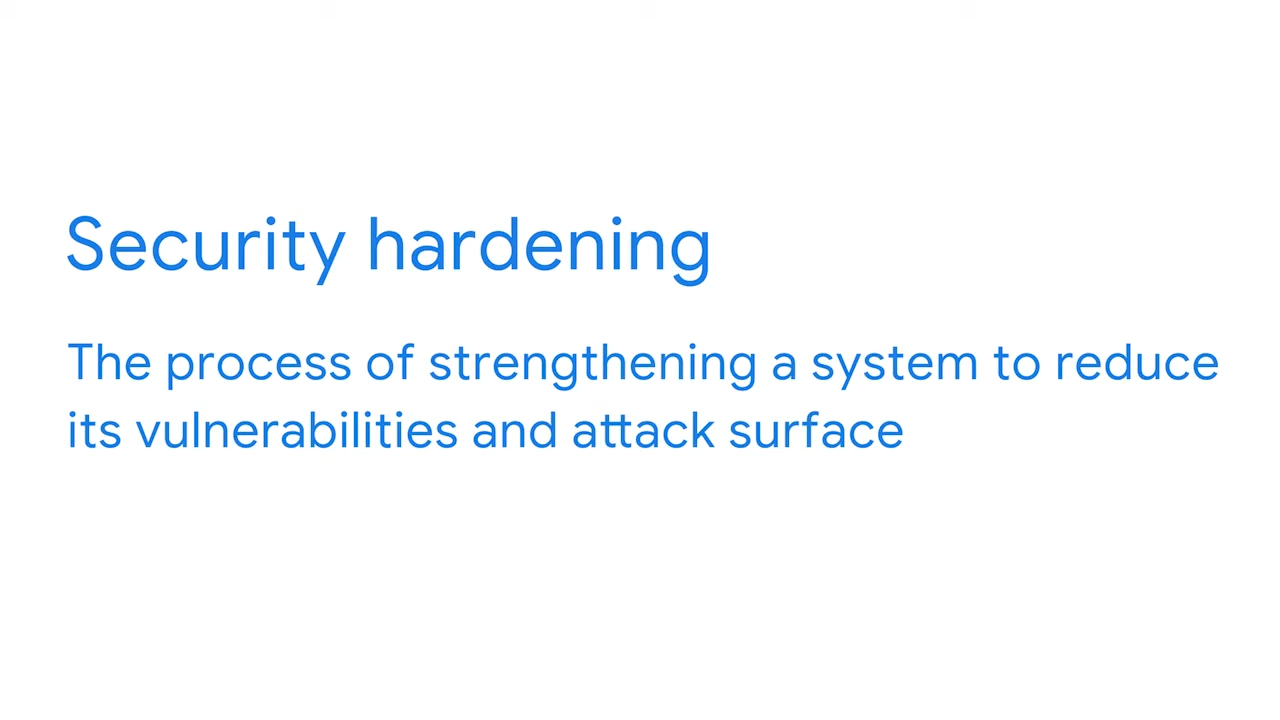 Security hardening
The process of strengthening a system to reduce
its vulnerabilities and attack surface